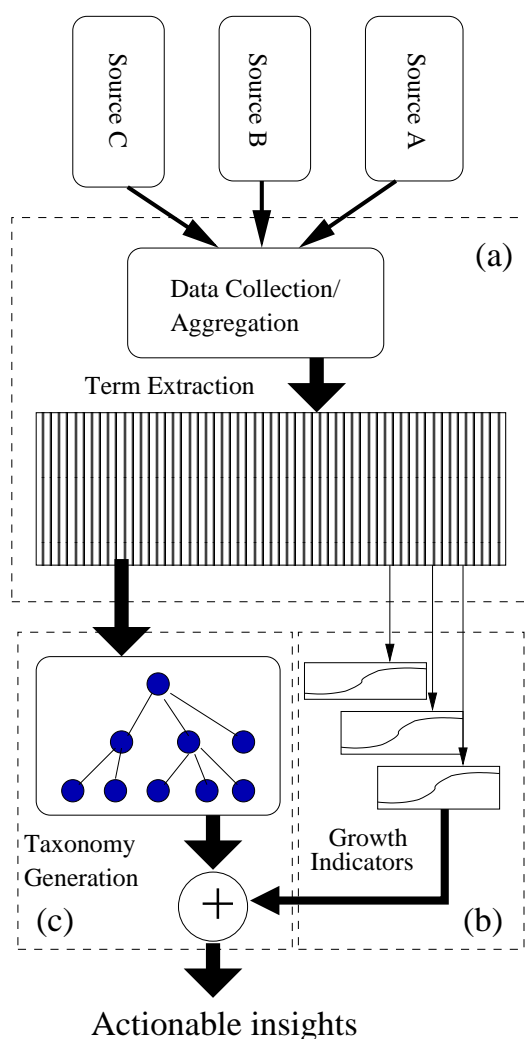 Source C
Source B
Source A
(a)
Data Collection/
Aggregation
Term Extraction
Taxonomy
Generation
(c)
+
Growth
Indicators
(b)
Actionable insights